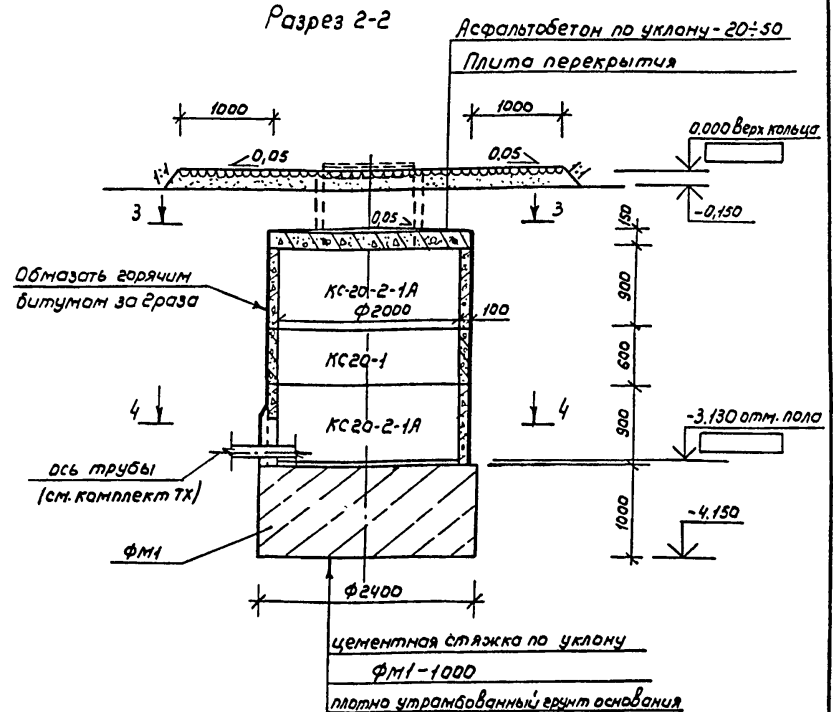 Разрез 2-2
Асфальтобетон по уклону-20÷50
Плита перекрытия
1000
1000
0,000 верх кольца
1:1
0,05
0,05
1:1
-0,150
3
3
0,05
150
Обмазать горячим
битумом за 2 раза
КС-20-2-1А
ф2000
100
900
КС20-1
600
4
4
КС20-2-1А
900
-3,130 отм. пола
ось трубы
(см. комплект ТХ)
1000
-4,150
ФМ1
ф2400
цементная стяжка по уклону
ФМ1-1000
плотно утрамбованный грунт основания